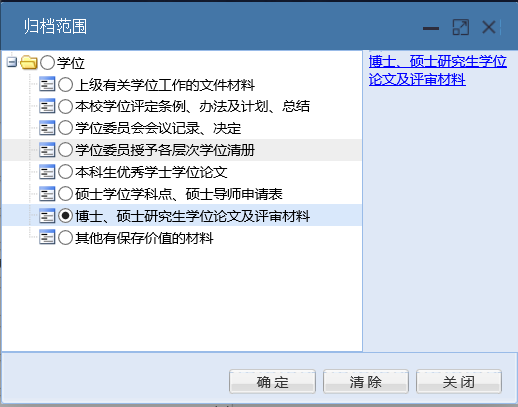 归档范围
学位
上级有关学位工作的文件材料
本校学位评定条例、办法及计划、总结
学位委员会会议记录、决定
学位委员授予各层次学位清册
本科生优秀学士学位论文
硕士学位学科点、硕士导师申请表
博士、硕士研究生学位论文及评审材料
其他有保存价值的材料
博士、硕士研究生学位
论文及评审材料
确定
清除
关闭